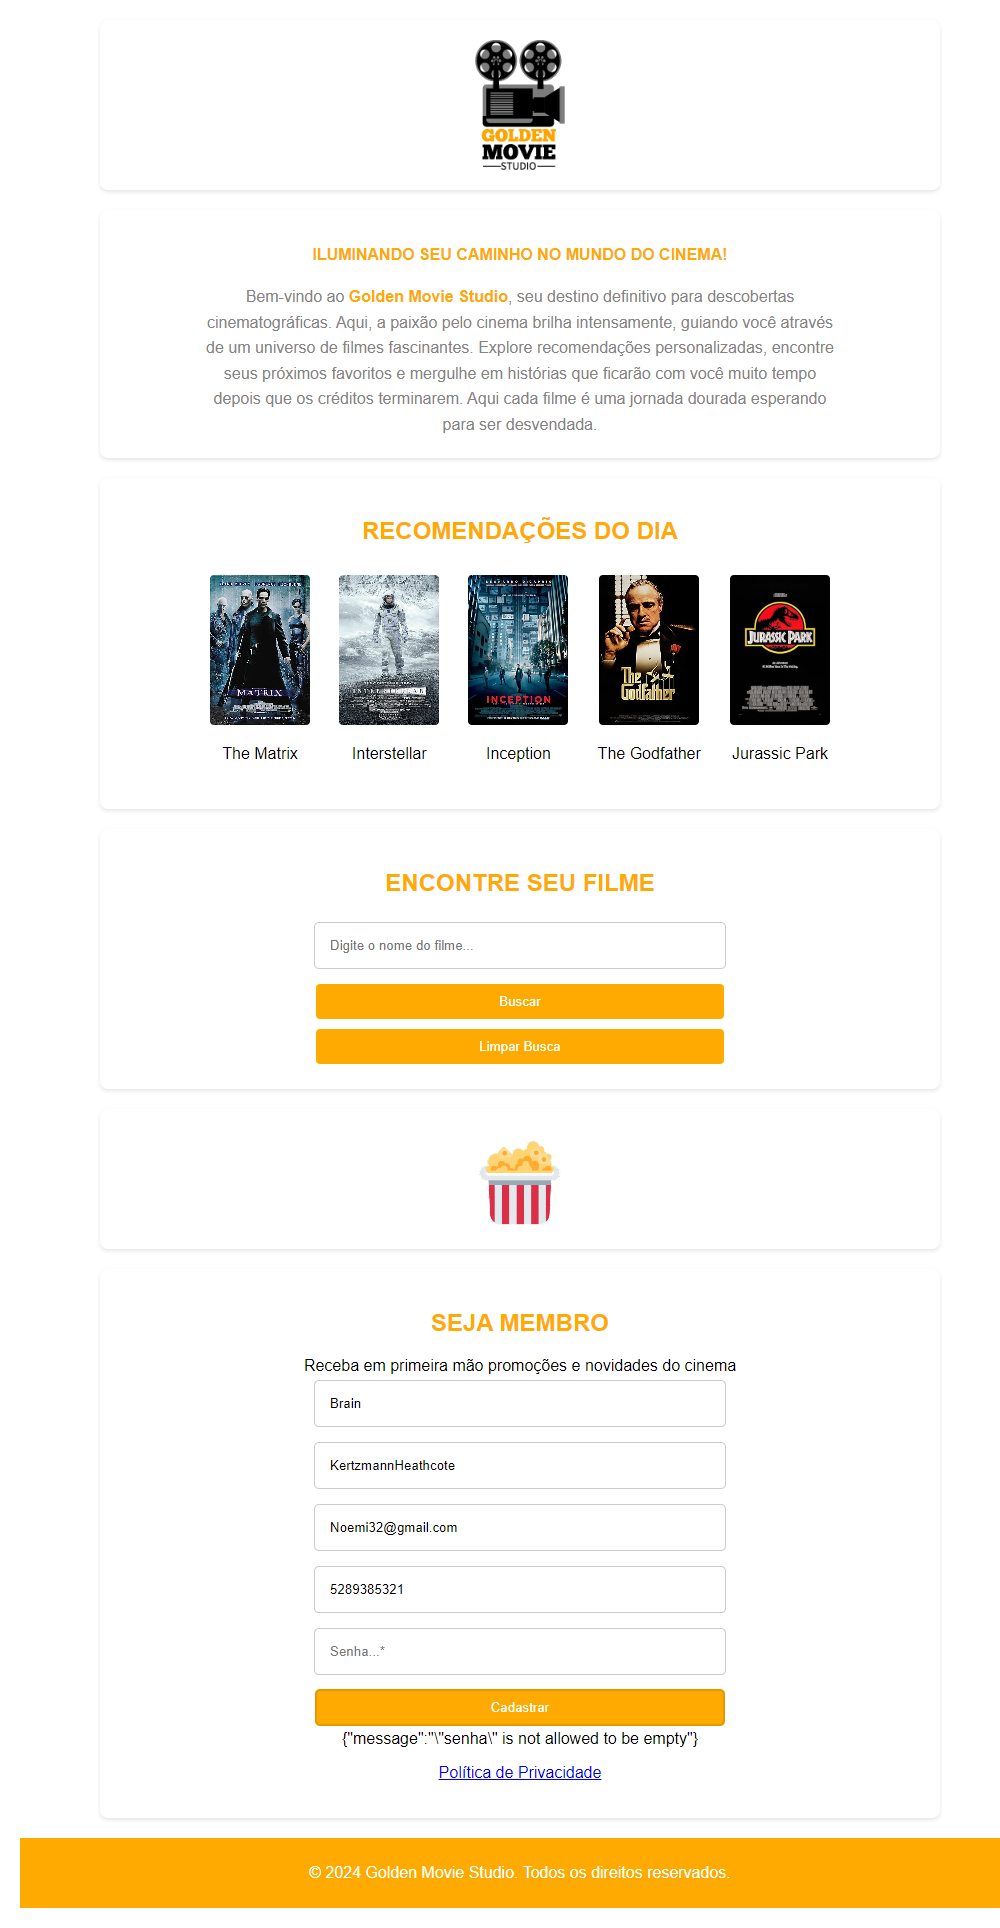 GOLDEN
MOVIE
STUDIO
ILUMINANDO SEU CAMINHO NO MUNDO DO CINEMA!
Bem-vindo ao Golden Movie Studio, seu destino definitivo para descobertas
cinematográficas. Aqui, a paixão pelo cinema brilha intensamente, guiando você através
de um universo de filmes fascinantes. Explore recomendações personalizadas, encontre
seus próximos favoritos e mergulhe em histórias que ficarão com você muito tempo
depois que os créditos terminarem. Aqui cada filme é uma jornada dourada esperando
para ser desvendada.
RECOMENDAÇÕES DO DIA
MATRIX
INTERSTELLAR
INCEPTION
The
Godfather
JURASSIC PARK
The Matrix
Interstellar
Inception
The Godfather
Jurassic Park
ENCONTRE SEU FILME
Digite o nome do filme...
Buscar
Limpar Busca
SEJA MEMBRO
Receba em primeira mão promoções e novidades do cinema
Brain
KertzmannHeathcote
Noemi32@gmail.com
5289385321
Senha...*
Cadastrar
{"message":"\"senha\" is not allowed to be empty"}
Política de Privacidade
© 2024 Golden Movie Studio. Todos os direitos reservados.